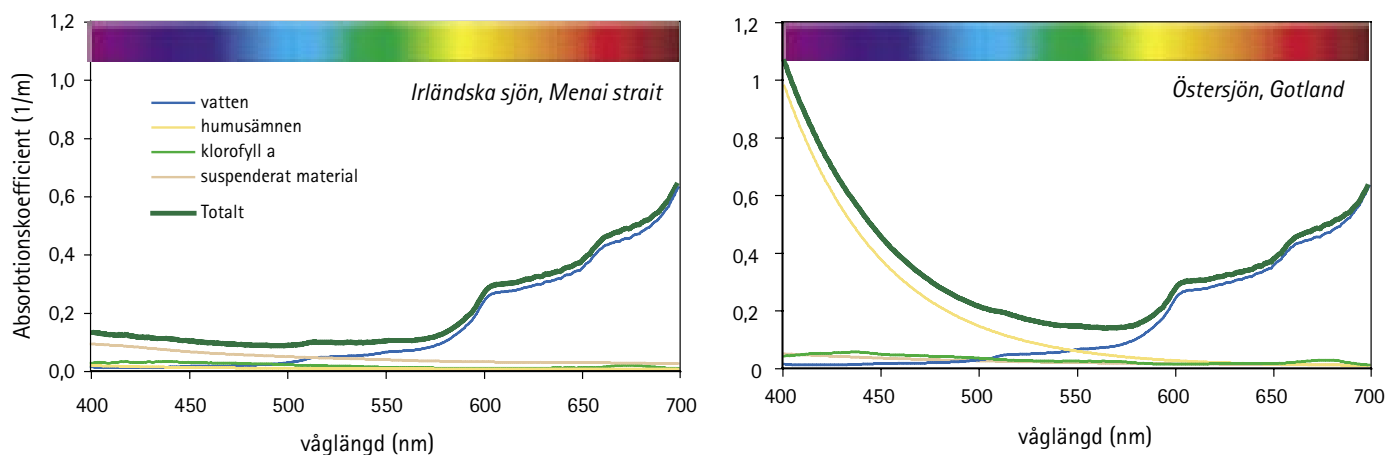 1,2
1,0
0,8
0,6
0,4
0,2
0,0
Absorbtionskoefficient (1/m)
Irländska sjön, Menai strait
vatten
humusämnen
klorofyll a
suspenderat material
Totalt
400 450 500 550 600 650 700
våglängd (nm)
1,2
1
0,8
0,6
0,4
0,2
0
Östersjön, Gotland
400 450 500 550 600 650 700
våglängd (nm)